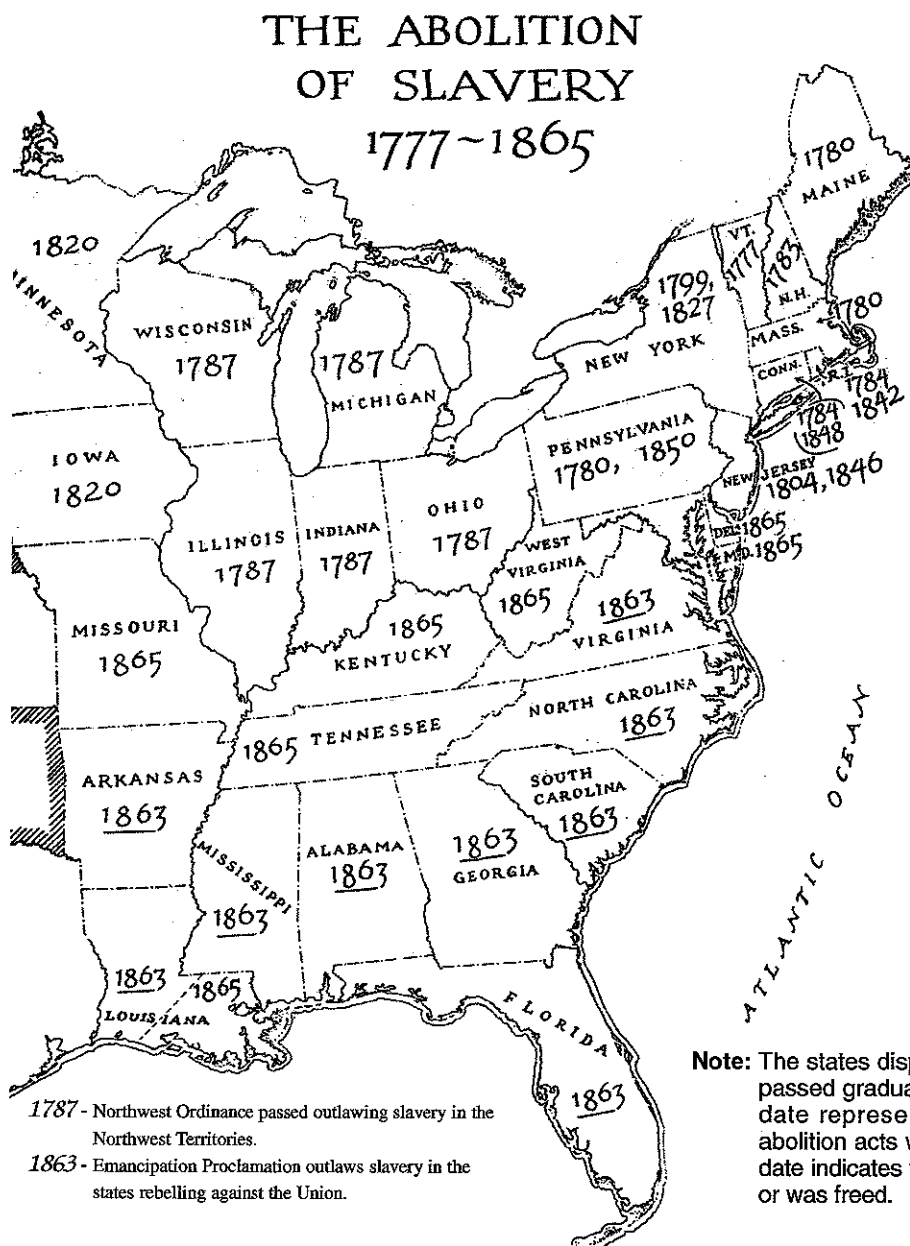 THE ABOLITION
OF SLAVERY
1777~1865
1780
MAINE
1820
VT.
1777
1783
N.H.
1799,
1827
NEW YORK
WISCONSIN
1787
1787
MICHIGAN
MASS.
1780
CONN.
R.I.
1784
1842
1784
1848
IOWA
1820
PENNSYLVANIA
1780, 1850
NEW JERSEY
1804, 1846
ILLINOIS
1787
INDIANA
1787
OHIO
1787
DEL.
1865
MD.
1865
WEST
VIRGINIA
1865
1863
VIRGINIA
MISSOURI
1865
1865
KENTUCKY
NORTH CAROLINA
1863
1865 TENNESSEE
ARKANSAS
1863
SOUTH
CAROLINA
1863
MISSISSIPPI
1863
ALABAMA
1863
1863
GEORGIA
ATLANTIC OCEAN
1863
1865
LOUISIANA
FLORIDA
1863
1787 - Northwest Ordinance passed outlawing slavery in the
Northwest Territories.
1863 - Emancipation Proclamation outlaws slavery in the
states rebelling against the Union.
Note: The states
passed
date
abolition acts
date indicates
or was freed.